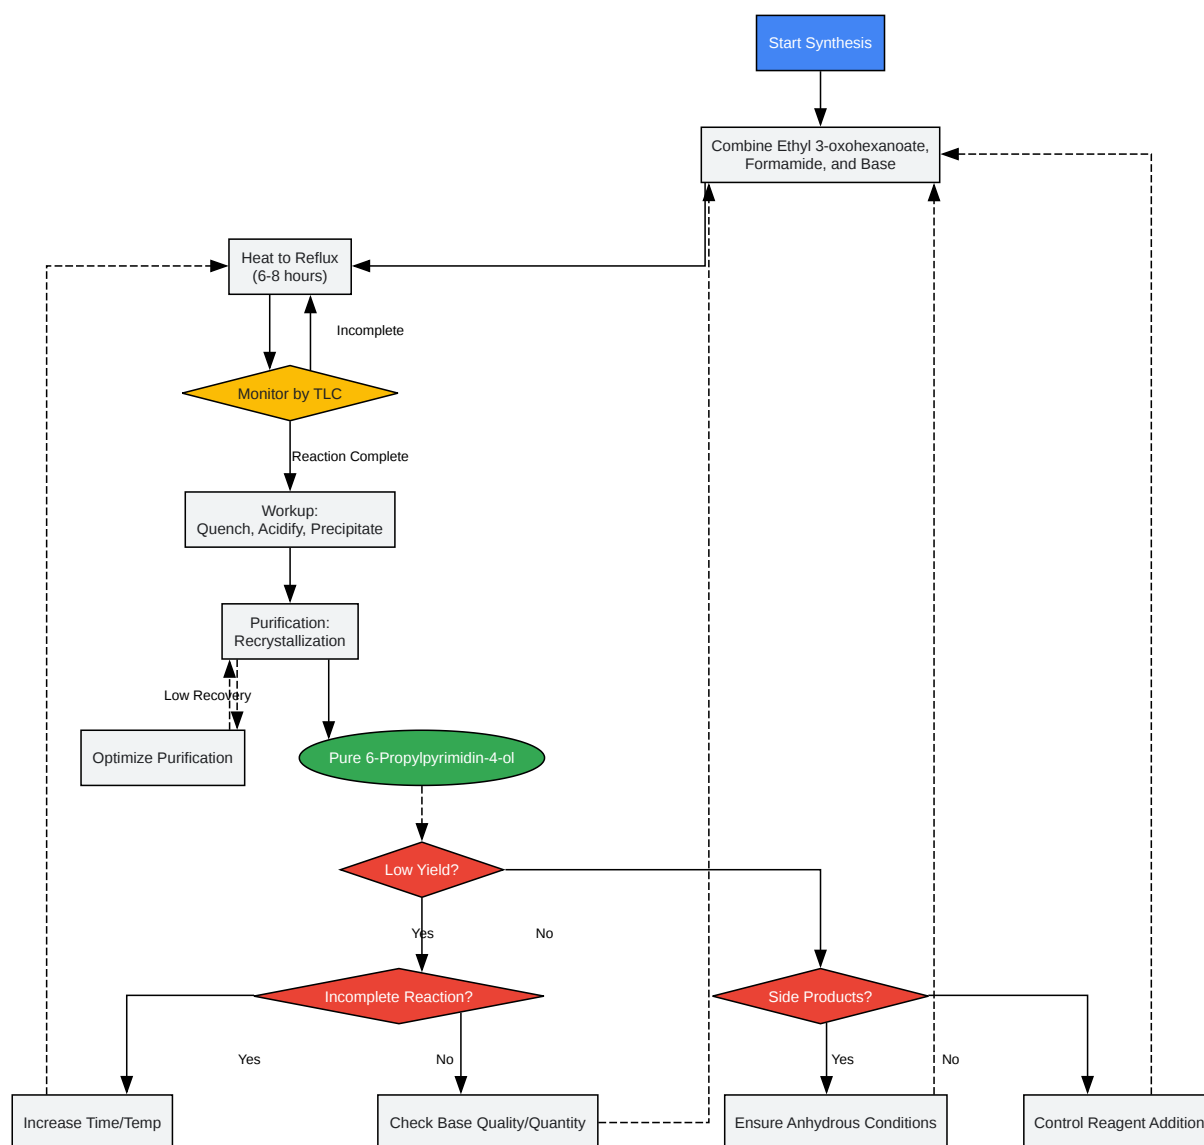 Start Synthesis
Combine Ethyl 3-oxohexanoate,
Formamide, and Base
Heat to Reflux
(6-8 hours)
Incomplete
Monitor by TLC
Reaction Complete
Workup:
Quench, Acidify, Precipitate
Purification:
Recrystallization
Low Recovery
Optimize Purification
Pure 6-Propylpyrimidin-4-ol
Low Yield?
Yes
No
Incomplete Reaction?
Side Products?
Yes
No
Yes
No
Increase Time/Temp
Check Base Quality/Quantity
Ensure Anhydrous Conditions
Control Reagent Addition